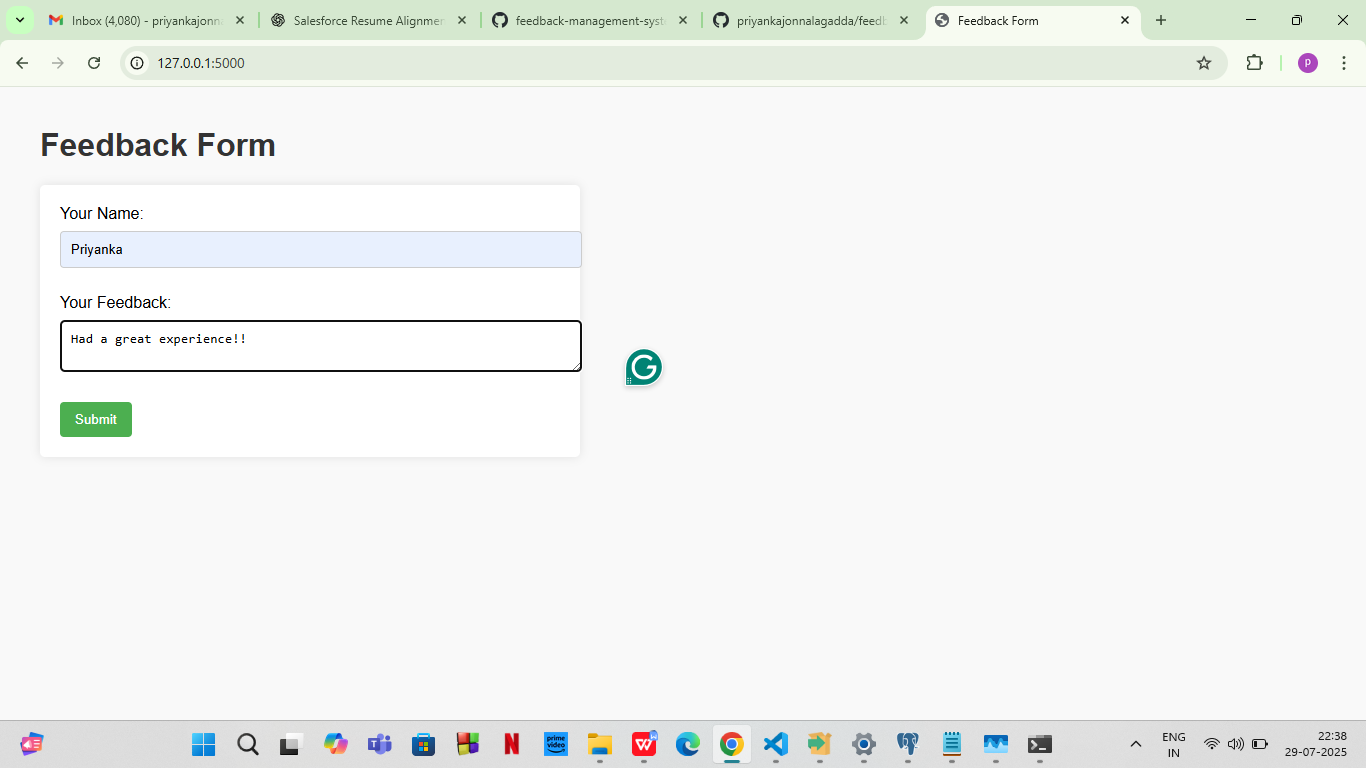 Inbox (4,080) - priyankajonn
Salesforce Resume Alignmen
feedback-management-syst
priyankajonnalagadda/feedb
Feedback Form
127.0.0.1:5000
p
Feedback Form
Your Name:
Priyanka
Your Feedback:
Had a great experience!!
G
Submit
N
prime video
W
ENG
IN
22:38
29-07-2025